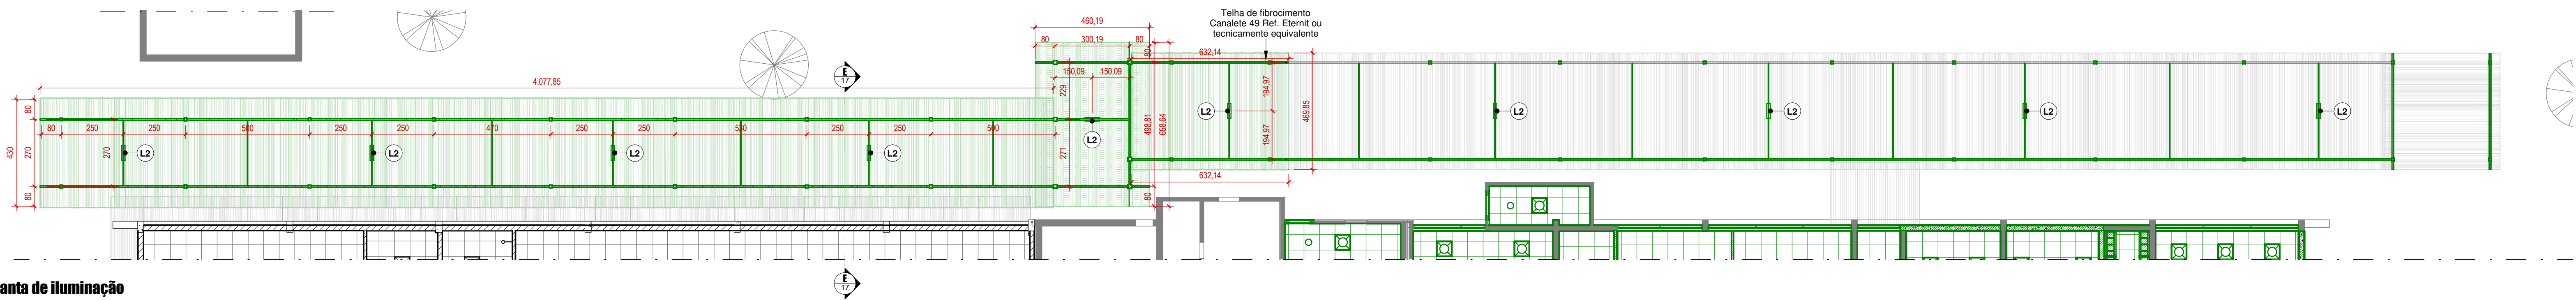 460,19
80 300,19 80
Telha de fibrocimento
Canalete 49 Ref. Eternit ou
tecnicamente equivalente
80
632,14
E
17
4.077,85
150,09 150,09
229
194,97
469,85
430
80
270
80
80 250 250 500 250 250 470 250 250 530 250 250 500
270
L2
L2
L2
L2
L2
L2
L2
L2
L2
L2
271
498,81
658,64
194,97
632,14
80
E
17
anta de iluminação